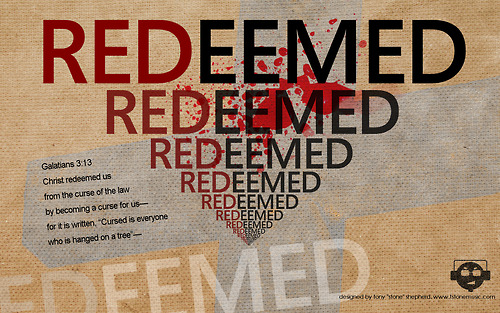 REDEEMED
REDEEMED
REDEEMED
REDEEMED
REDEEMED
REDEEMED
REDEEMED
REDEEMED
REDEEMED
Galatians 3:13
Christ redeemed us
from the curse of the law
by becoming a curse for us—
for it is written, "Cursed is everyone
who is hanged on a tree"—
REDEEMED
designed by tony "stone" shepherd. www.fstonemusic.com